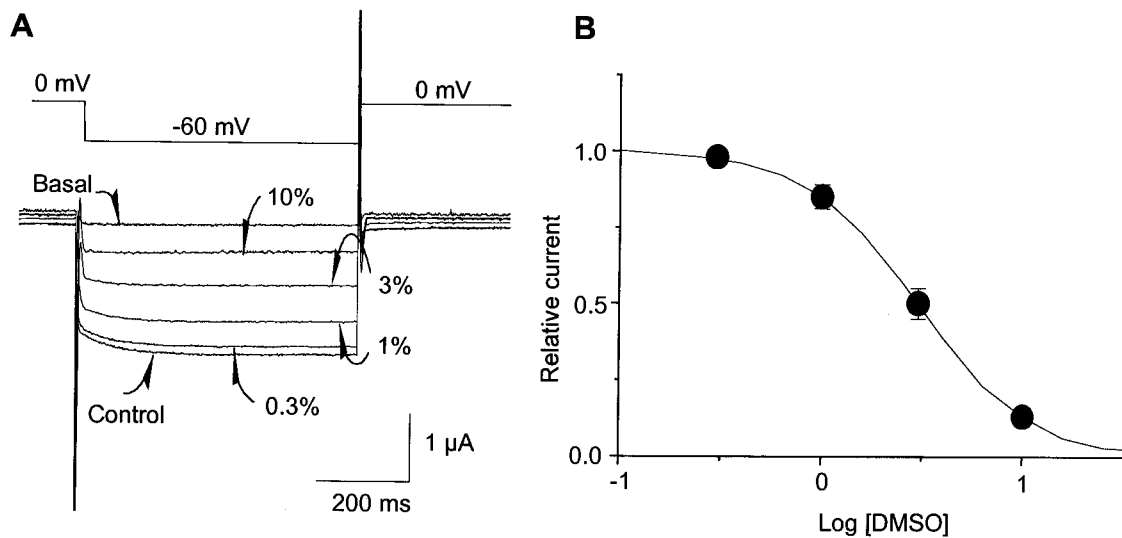 A
0 mV
0 mV
-60 mV
Basal
10%
3%
1%
Control
0.3%
1 µA
200 ms
B
1.0
0.5
0.0
-1
0
1
Relative current
Log [DMSO]